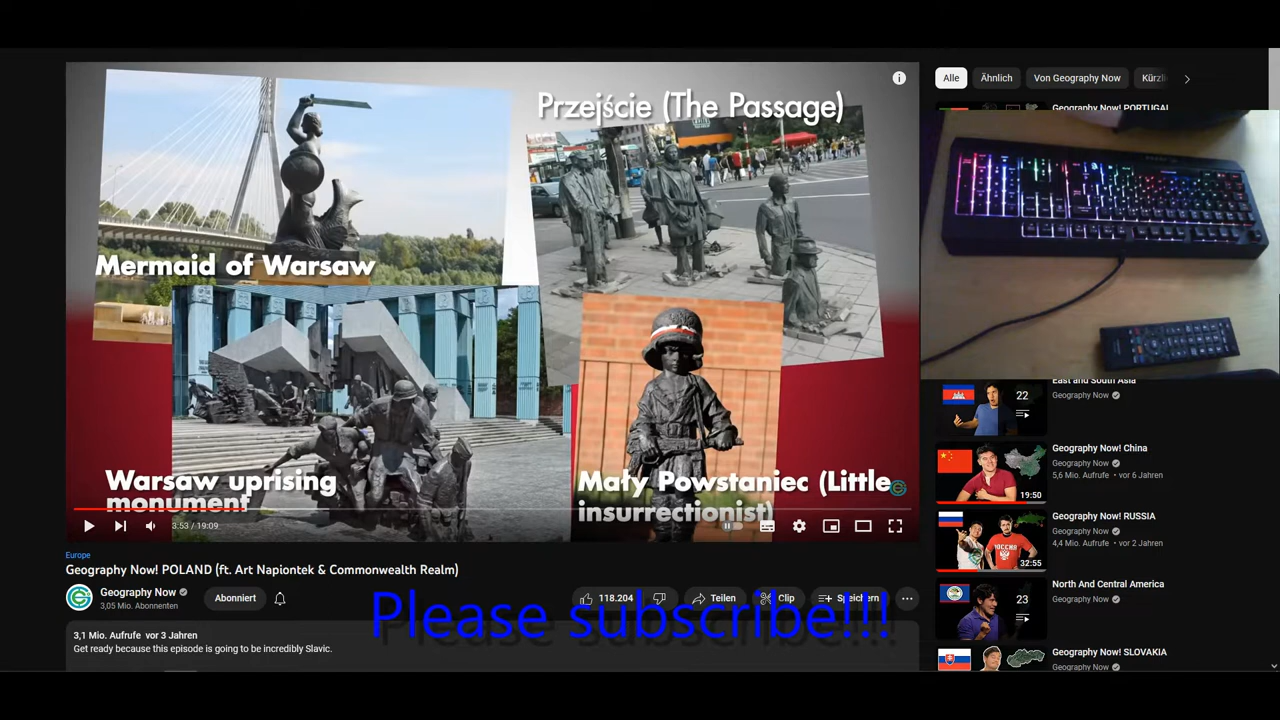 Przejście (The Passage)
Mermaid of Warsaw
Warsaw uprising
monument
Mały Powstaniec (Little
insurrectionist)
3:53 / 19:09
Europe
Geography Now! POLAND (ft. Art Napiontek & Commonwealth Realm)
Geography Now
3,05 Mio. Abonnenten
Abonniert
118.204
Teilen
Clip
Speichern
Please subscribe!!!
3,1 Mio. Aufrufe vor 3 Jahren
Get ready because this episode is going to be incredibly Slavic.
Alle
Ähnlich
Von Geography Now
Geography Now! PORTUGAL
East and South Asia
Geography Now
22
Geography Now! China
Geography Now
5,6 Mio. Aufrufe • vor 6 Jahren
19:50
Geography Now! RUSSIA
Geography Now
4,4 Mio. Aufrufe • vor 2 Jahren
32:55
North And Central America
Geography Now
23
Geography Now! SLOVAKIA
Geography Now